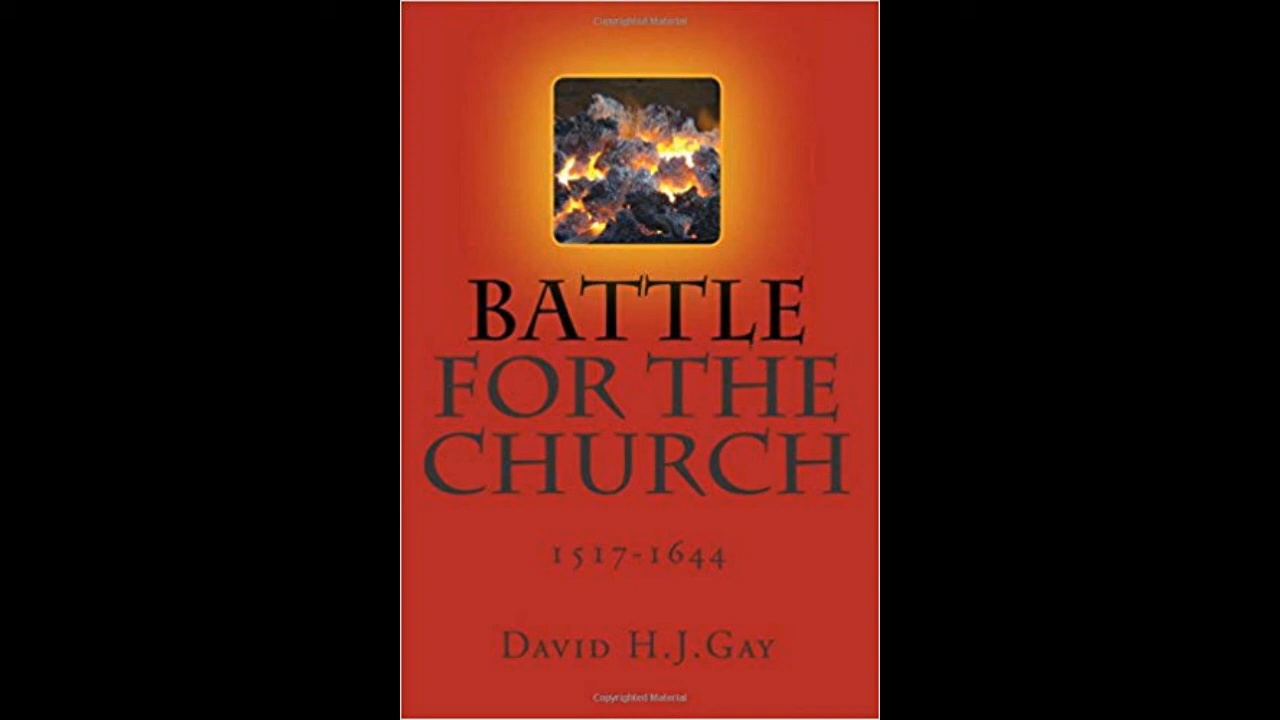 Copyrighted Material
BATTLE
FOR THE
CHURCH
1517-1644
DAVID H.J.GAY
Copyrighted Material